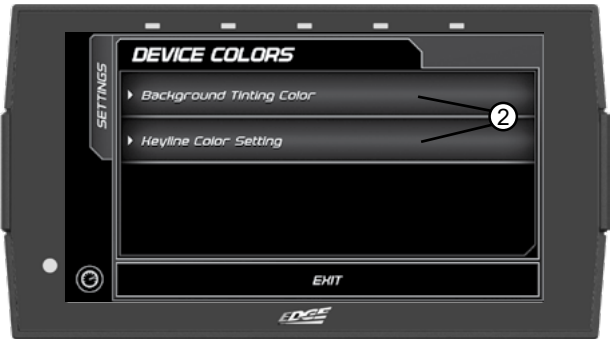 DEVICE COLORS
SETTINGS
Background Tinting Color
2
Keyline Color Setting
EXIT
EDGE